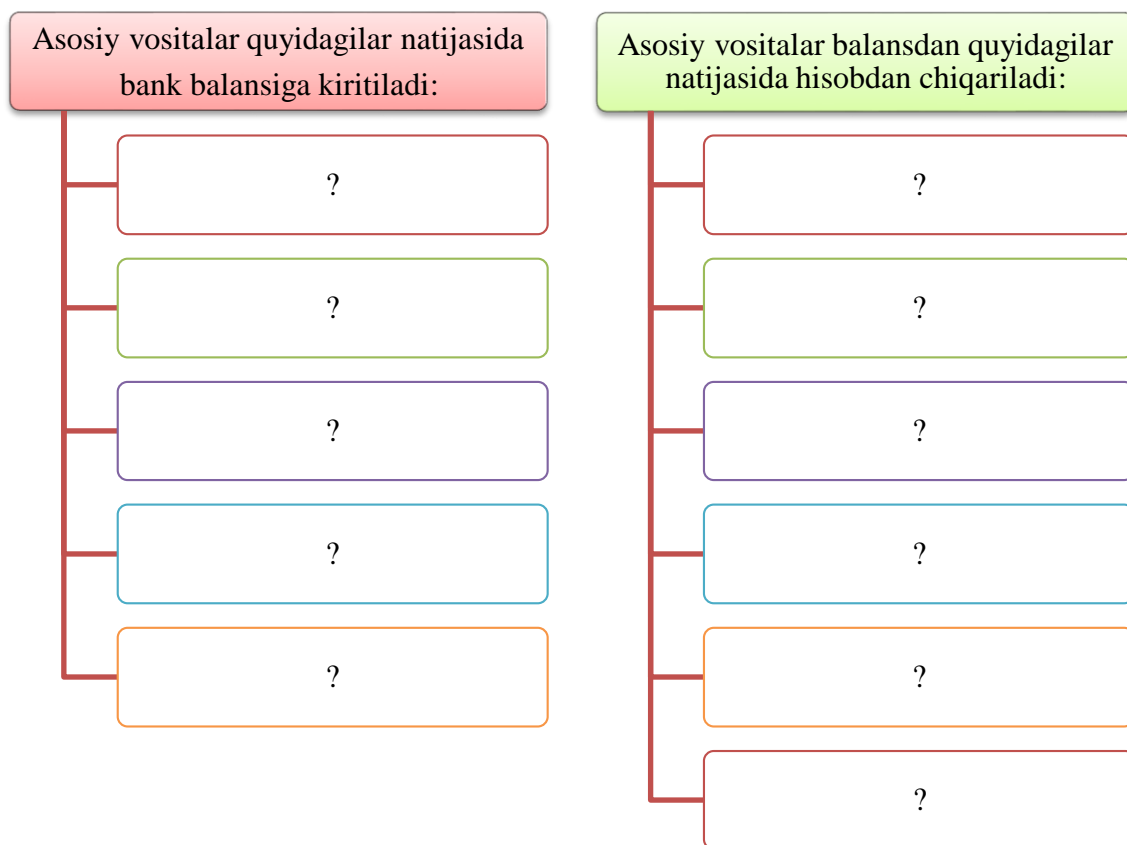 Asosiy vositalar quyidagilar natijasida
bank balansiga kiritiladi:
?
?
?
?
?
Asosiy vositalar balansdan quyidagilar
natijasida hisobdan chiqariladi:
?
?
?
?
?
?